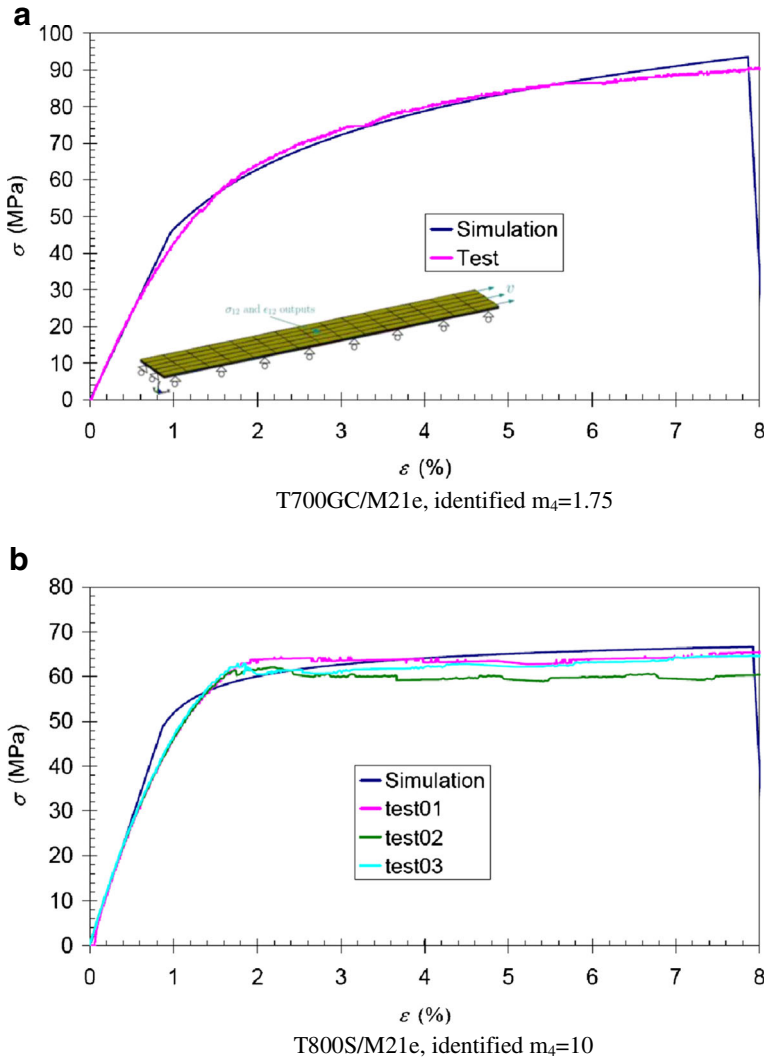 a
100
90
80
70
60
50
40
30
20
10
0
σ (MPa)
Simulation
Test
σ₁₂ and ϵ₁₂ outputs
v
0 1 2 3 4 5 6 7 8
ε (%)
T700GC/M21e, identified m₄=1.75
b
80
70
60
50
40
30
20
10
0
σ (MPa)
Simulation
test01
test02
test03
0 1 2 3 4 5 6 7 8
ε (%)
T800S/M21e, identified m₄=10